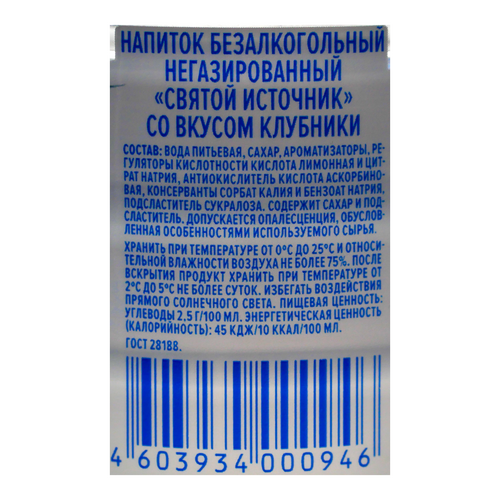 НАПИТОК БЕЗАЛКОГОЛЬНЫЙ
НЕГАЗИРОВАННЫЙ
«СВЯТОЙ ИСТОЧНИК»
СО ВКУСОМ КЛУБНИКИ
СОСТАВ: ВОДА ПИТЬЕВАЯ, САХАР, АРОМАТИЗАТОРЫ, РЕ-
ГУЛЯТОРЫ КИСЛОТНОСТИ КИСЛОТА ЛИМОННАЯ И ЦИТ-
РАТ НАТРИЯ, АНТИОКИСЛИТЕЛЬ КИСЛОТА АСКОРБИНО-
ВАЯ, КОНСЕРВАНТЫ СОРБАТ КАЛИЯ И БЕНЗОАТ НАТРИЯ,
ПОДСЛАСТИТЕЛЬ СУКРАЛОЗА. СОДЕРЖИТ САХАР И ПОД-
СЛАСТИТЕЛЬ. ДОПУСКАЕТСЯ ОПАЛЕСЦЕНЦИЯ, ОБУСЛОВ-
ЛЕННАЯ ОСОБЕННОСТЯМИ ИСПОЛЬЗУЕМОГО СЫРЬЯ.
ХРАНИТЬ ПРИ ТЕМПЕРАТУРЕ ОТ 0°С ДО 25°С И ОТНОСИ-
ТЕЛЬНОЙ ВЛАЖНОСТИ ВОЗДУХА НЕ БОЛЕЕ 75%. ПОСЛЕ
ВСКРЫТИЯ ПРОДУКТ ХРАНИТЬ ПРИ ТЕМПЕРАТУРЕ ОТ
2°С ДО 5°С НЕ БОЛЕЕ СУТОК. ИЗБЕГАТЬ ВОЗДЕЙСТВИЯ
ПРЯМОГО СОЛНЕЧНОГО СВЕТА. ПИЩЕВАЯ ЦЕННОСТЬ:
УГЛЕВОДЫ 2,5 Г/100 МЛ. ЭНЕРГЕТИЧЕСКАЯ ЦЕННОСТЬ
(КАЛОРИЙНОСТЬ): 45 КДЖ/10 ККАЛ/100 МЛ.
ГОСТ 28188.
4 603934 000946